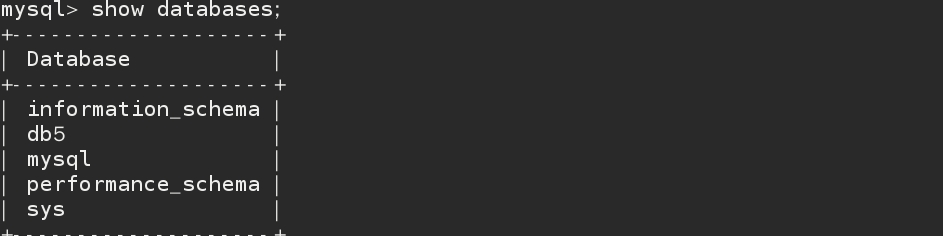 mysql> show databases;
+--------------------+
| Database           |
+--------------------+
| information_schema |
| db5                |
| mysql              |
| performance_schema |
| sys                |
+--------------------+